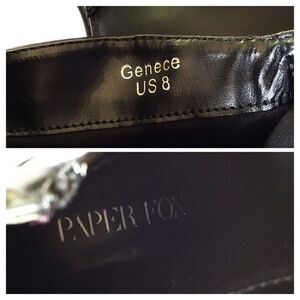 Genece
US 8
PAPER FOX